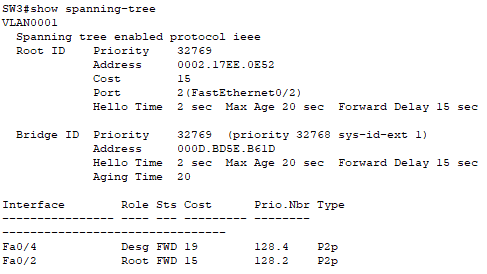 SW3#show spanning-tree
VLAN0001
  Spanning tree enabled protocol ieee
  Root ID    Priority    32769
             Address     0002.17EE.0E52
             Cost        15
             Port        2(FastEthernet0/2)
             Hello Time  2 sec  Max Age 20 sec  Forward Delay 15 sec

  Bridge ID  Priority    32769  (priority 32768 sys-id-ext 1)
             Address     000D.BD5E.B61D
             Hello Time  2 sec  Max Age 20 sec  Forward Delay 15 sec
             Aging Time  20

Interface        Role Sts Cost      Prio.Nbr Type
---------------- ---- --- --------- -------- --------------------------------
Fa0/4            Desg FWD 19        128.4    P2p
Fa0/2            Root FWD 15        128.2    P2p